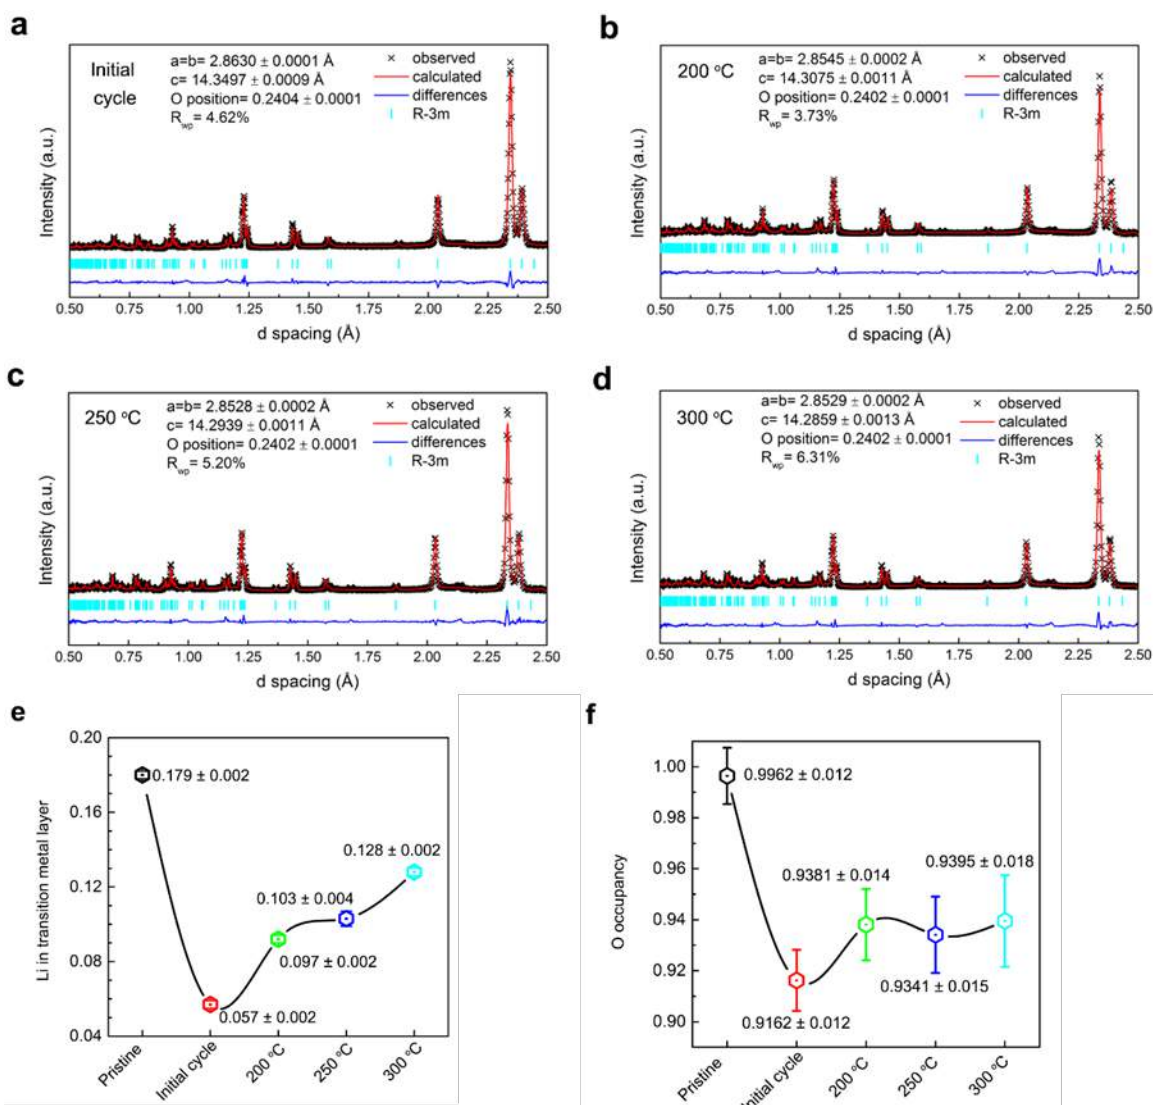 a
Initial
cycle
a=b= 2.8630 ± 0.0001 Å
c= 14.3497 ± 0.0009 Å
O position= 0.2404 ± 0.0001
Rwp= 4.62%
observed
calculated
differences
R-3m
Intensity (a.u.)
0.50 0.75 1.00 1.25 1.50 1.75 2.00 2.25 2.50
d spacing (Å)
b
200 °C
a=b= 2.8545 ± 0.0002 Å
c= 14.3075 ± 0.0011 Å
O position= 0.2402 ± 0.0001
Rwp= 3.73%
observed
calculated
differences
R-3m
Intensity (a.u.)
0.50 0.75 1.00 1.25 1.50 1.75 2.00 2.25 2.50
d spacing (Å)
c
250 °C
a=b= 2.8528 ± 0.0002 Å
c= 14.2939 ± 0.0011 Å
O position= 0.2402 ± 0.0001
Rwp= 5.20%
observed
calculated
differences
R-3m
Intensity (a.u.)
0.50 0.75 1.00 1.25 1.50 1.75 2.00 2.25 2.50
d spacing (Å)
d
300 °C
a=b= 2.8529 ± 0.0002 Å
c= 14.2859 ± 0.0013 Å
O position= 0.2402 ± 0.0001
Rwp= 6.31%
observed
calculated
differences
R-3m
Intensity (a.u.)
0.50 0.75 1.00 1.25 1.50 1.75 2.00 2.25 2.50
d spacing (Å)
e
Li in transition metal layer
0.20
0.16
0.12
0.08
0.04
0.179 ± 0.002
0.057 ± 0.002
0.097 ± 0.002
0.103 ± 0.004
0.128 ± 0.002
Pristine
Initial cycle
200 °C
250 °C
300 °C
f
O occupancy
1.00
0.98
0.96
0.94
0.92
0.90
0.9962 ± 0.012
0.9162 ± 0.012
0.9381 ± 0.014
0.9341 ± 0.015
0.9395 ± 0.018
Pristine
Initial cycle
200 °C
250 °C
300 °C